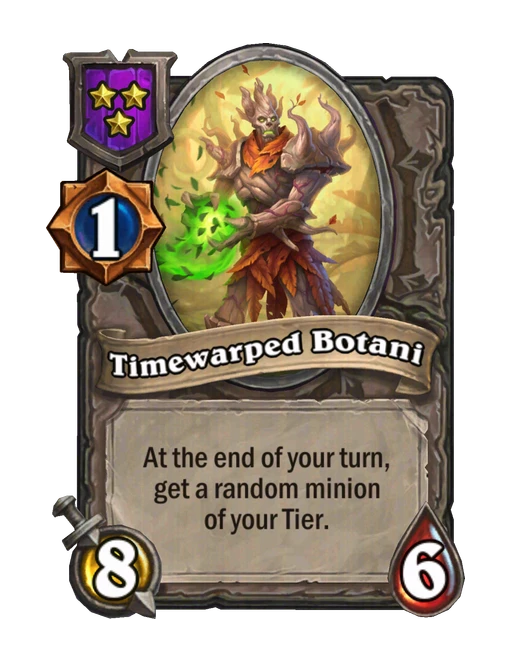 1
Timewarped Botani
At the end of your turn,
get a random minion
of your Tier.
8
6